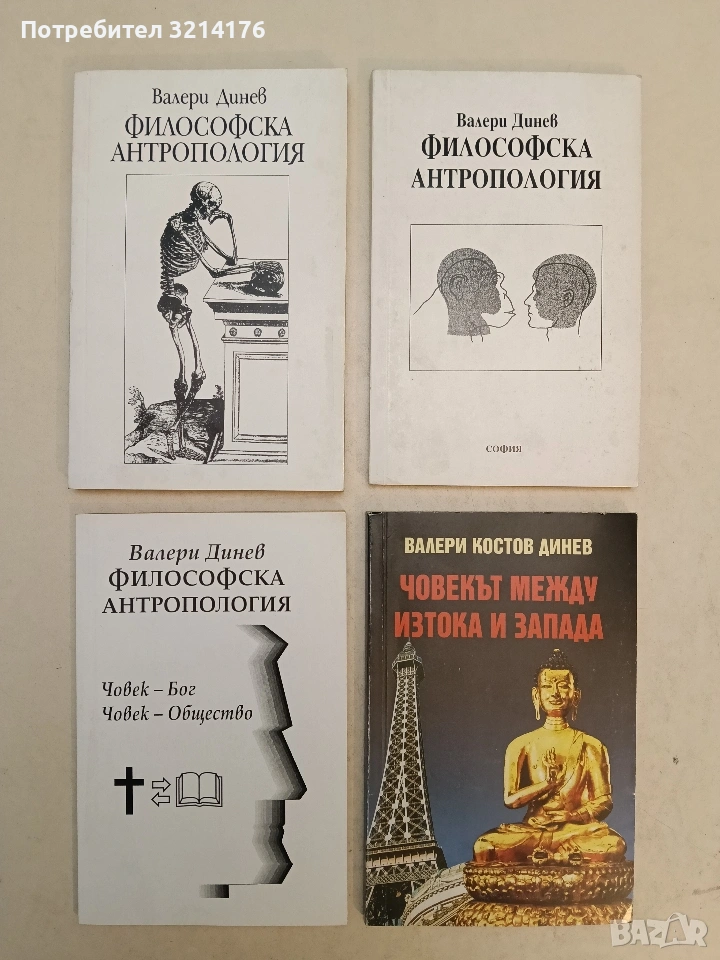 Потребител 3214176
Валери Динев
ФИЛОСОФСКА
АНТРОПОЛОГИЯ
Валери Динев
ФИЛОСОФСКА
АНТРОПОЛОГИЯ
СОФИЯ
Валери Динев
ФИЛОСОФСКА
АНТРОПОЛОГИЯ
Човек – Бог
Човек – Общество
ВАЛЕРИ КОСТОВ ДИНЕВ
ЧОВЕКЪТ МЕЖДУ
ИЗТОКА И ЗАПАДА
BAZAR